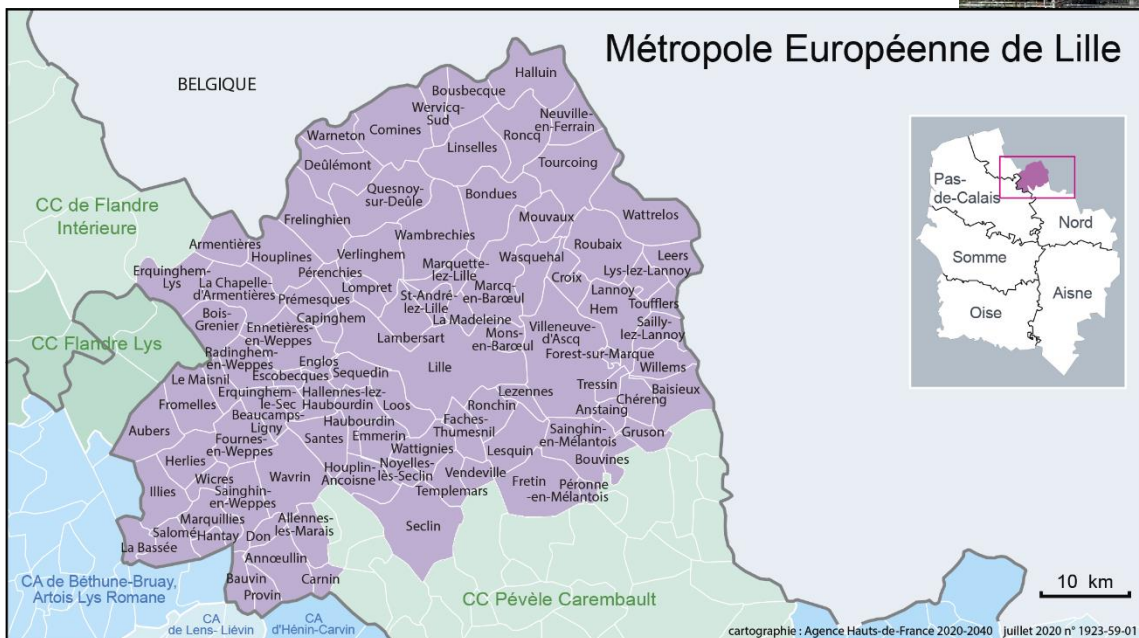 Métropole Européenne de Lille
BELGIQUE
Halluin
Bousbecque
Wervicq-
Sud
Neuville-
en-Ferrain
Warneton
Comines
Roncq
Linselles
Tourcoing
Deûlémont
Quesnoy-
sur-Deûle
Bondues
CC de Flandre
Intérieure
Frelinghien
Mouvaux
Wattrelos
Armentières
Wambrechies
Roubaix
Houplines
Verlinghem
Marquette-
lez-Lille
Wasquehal
Leers
Erquinghem-
Lys
La Chapelle-
d'Armentières
Pérenchies
Lompret
Marcq-
en-Barœul
Croix
Lys-lez-Lannoy
Prémesques
St-André-
lez-Lille
Lannoy
Hem
Toufflers
Bois-
Grenier
Capinghem
La Madeleine
Ennetières-
en-Weppes
Lambersart
Mons-
en-Barœul
Villeneuve-
d'Ascq
Sailly-
lez-Lannoy
CC Flandre Lys
Radinghem-
en-Weppes
Englos
Lille
Forest-sur-Marque
Willems
Le Maisnil
Escobecques
Sequedin
Tressin
Baisieux
Fromelles
Erquinghem-
le-Sec
Hallennes-lez-
Haubourdin
Loos
Lezennes
Ronchin
Anstaing
Chéreng
Beaucamps-
Ligny
Haubourdin
Faches-
Thumesnil
Aubers
Fournes-
en-Weppes
Santes
Emmerin
Sainghin-
en-Mélantois
Gruson
Wattignies
Lesquin
Bouvines
Herlies
Houplin-
Ancoisne
Noyelles-
lès-Seclin
Vendeville
Wicres
Wavrin
Fretin
Péronne
-en-Mélantois
Illies
Sainghin-
en-Weppes
Templemars
Marquillies
Allennes-
les-Marais
Seclin
Salomé
Hantay
Don
La Bassée
Annœullin
Bauvin
Carnin
Provin
CA de Béthune-Bruay,
Artois Lys Romane
CC Pévèle Carembault
CA
de Lens- Liévin
CA
d'Hénin-Carvin
Pas-
de-Calais
Nord
Somme
Aisne
Oise
10 km
cartographie : Agence Hauts-de-France 2020-2040 juillet 2020 n° 1923-59-01